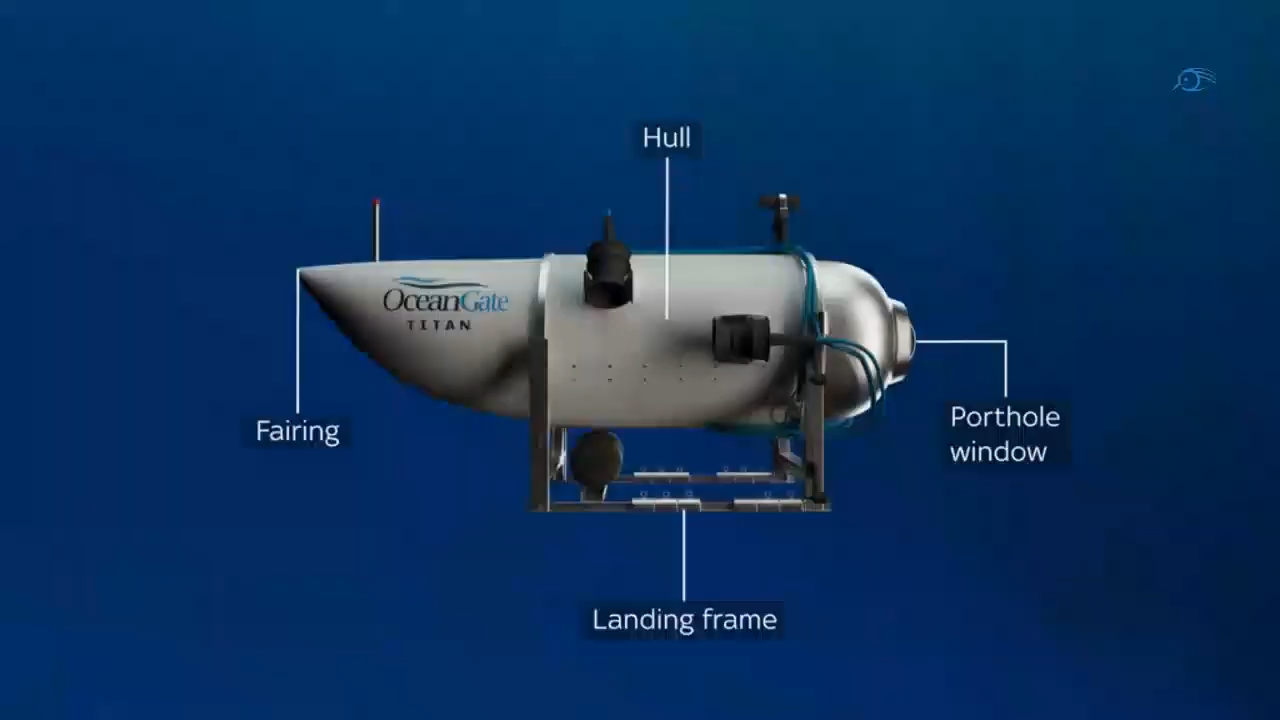 Hull
OceanGate
TITAN
Fairing
Porthole
window
Landing frame